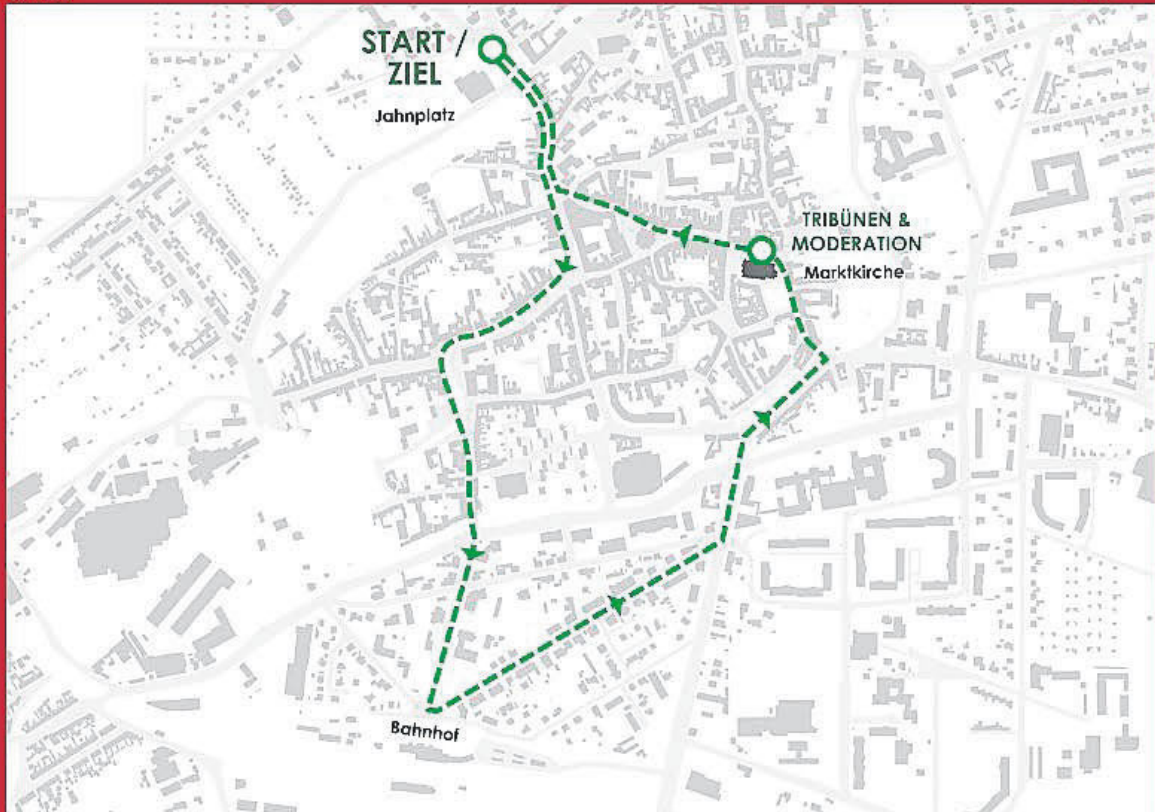 START /
ZIEL
Jahnplatz
TRIBÜNEN &
MODERATION
Marktkirche
Bahnhof